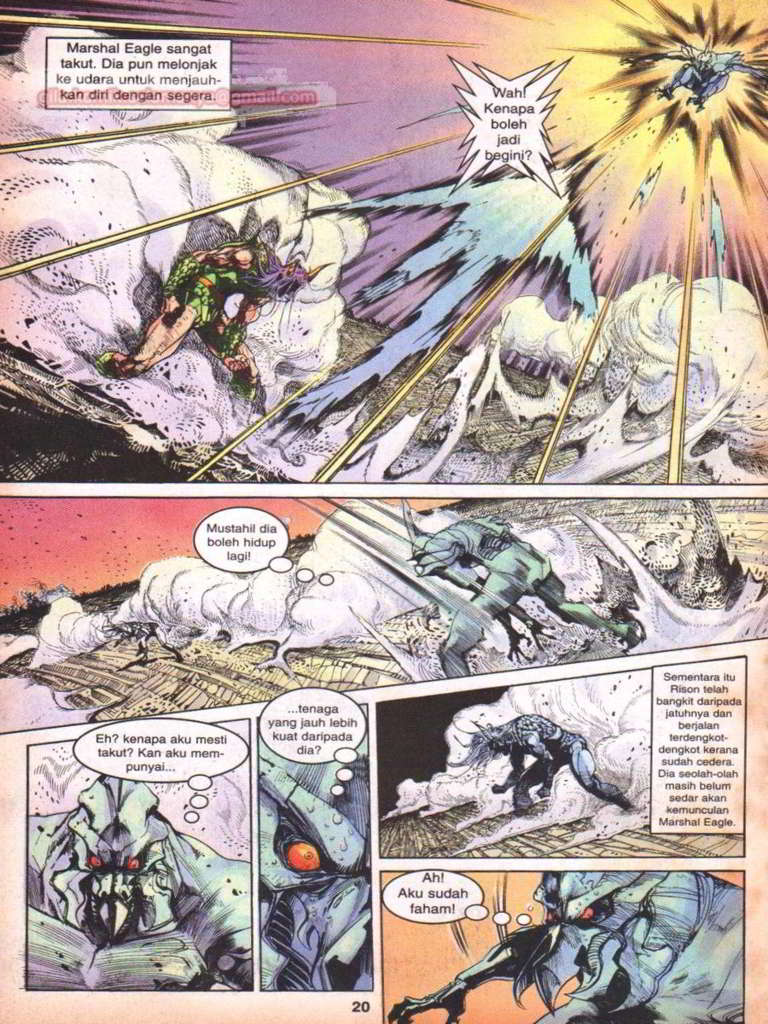 Marshal Eagle sangat
takut. Dia pun melonjak
ke udara untuk menjauh-
kan diri dengan segera.
Wah!
Kenapa
boleh
jadi
begini?
Mustahil dia
boleh hidup
lagi!
Sementara itu
Rison telah
bangkit daripada
jatuhnya dan
berjalan
terdengkot-
dengkot kerana
sudah cedera.
Dia seolah-olah
masih belum
sedar akan
kemunculan
Marshal Eagle.
Eh? kenapa aku mesti
takut? Kan aku mem-
punyai...
...tenaga
yang jauh lebih
kuat daripada
dia?
Ah!
Aku sudah
faham!
20